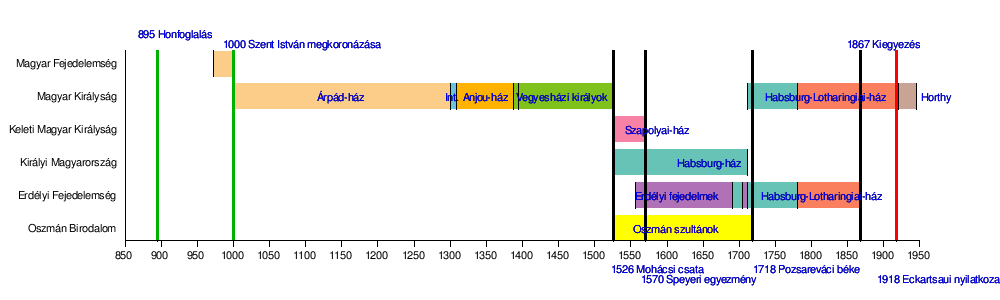 895 Honfoglalás
1000 Szent István megkoronázása
1867 Kiegyezés
Magyar Fejedelemség
Magyar Királyság
Árpád-ház
Int.
Anjou-ház
Vegyesházi királyok
Habsburg-Lotharingiai-ház
Horthy
Keleti Magyar Királyság
Szapolyai-ház
Királyi Magyarország
Habsburg-ház
Erdélyi Fejedelemség
Erdélyi fejedelmek
Habsburg-Lotharingiai-ház
Oszmán Birodalom
Oszmán szultánok
850 900 950 1000 1050 1100 1150 1200 1250 1300 1350 1400 1450 1500 1550 1600 1650 1700 1750 1800 1850 1900 1950
1526 Mohácsi csata
1718 Pozsareváci béke
1570 Speyeri egyezmény
1918 Eckartsaui nyilatkoza